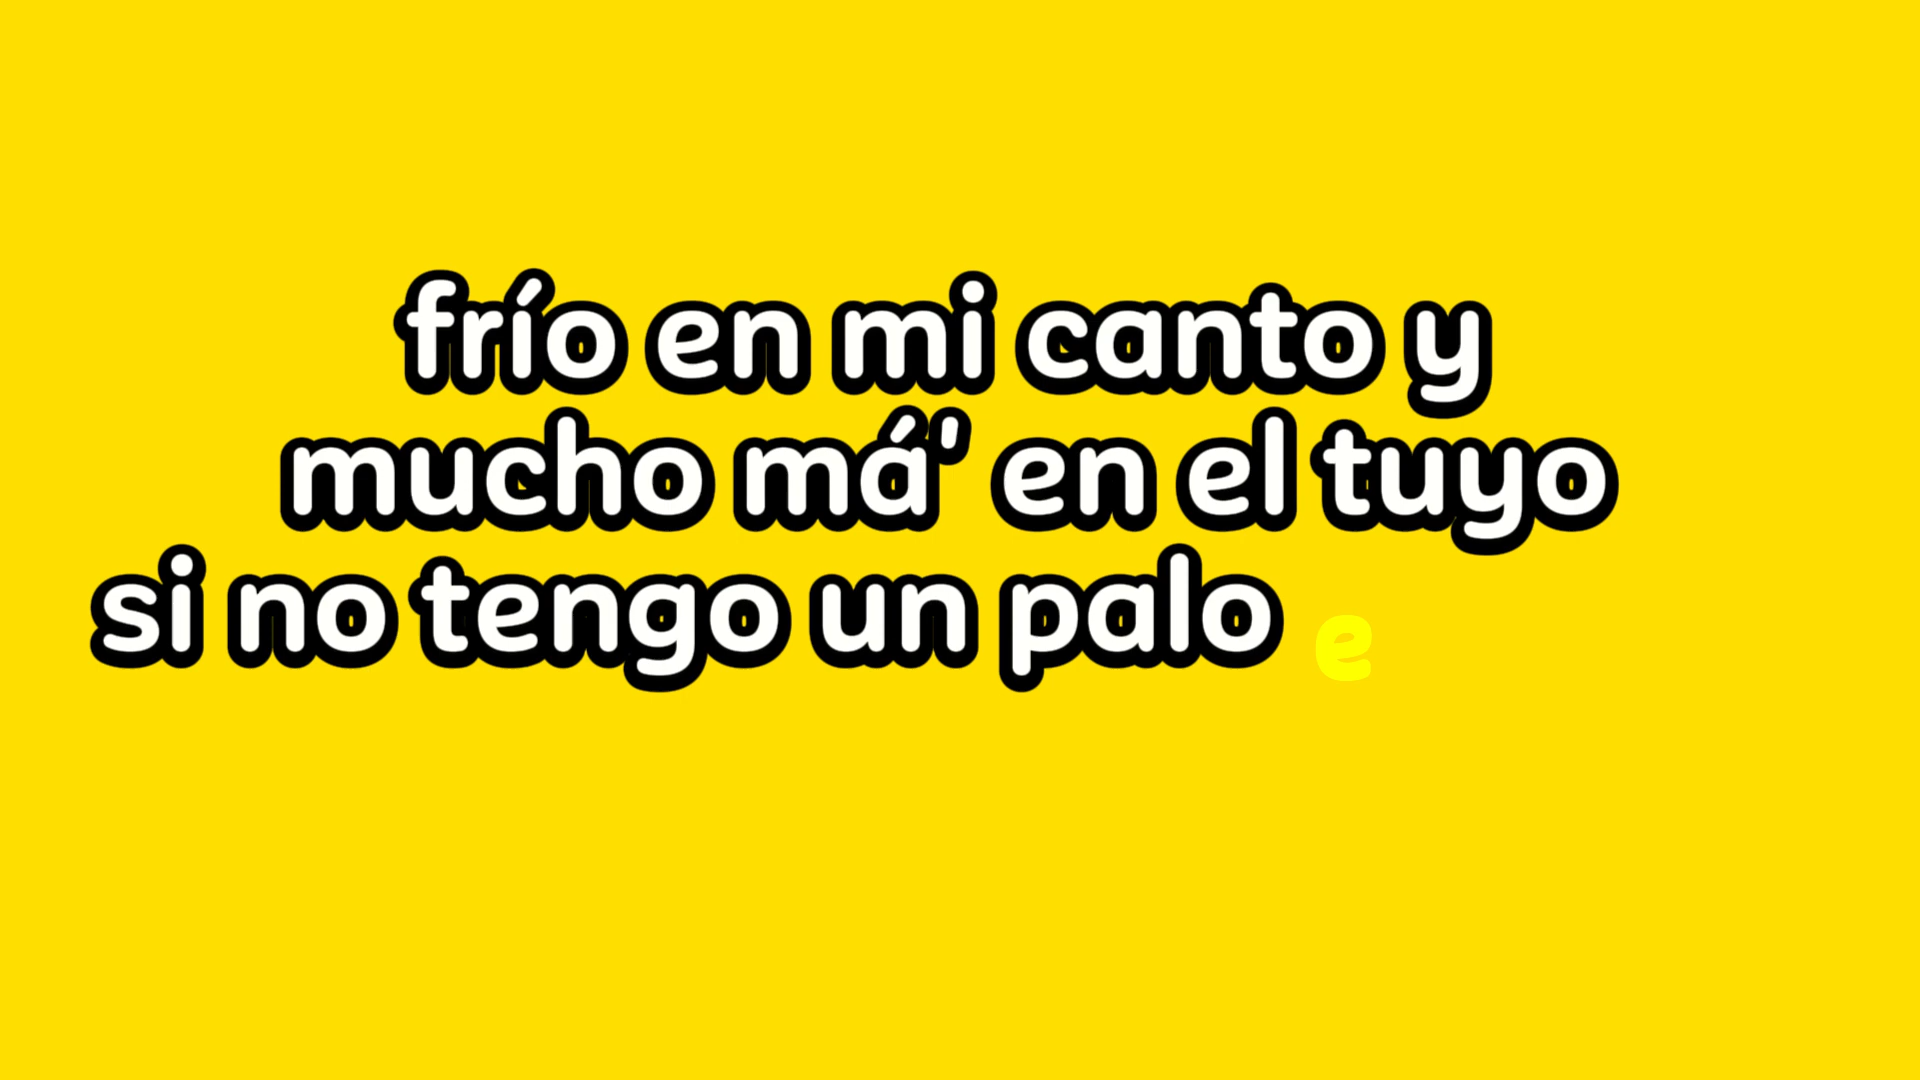 frío en mi canto y
mucho má' en el tuyo
si no tengo un palo e